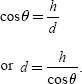 cosθ = h/d
or d = h/cosθ.